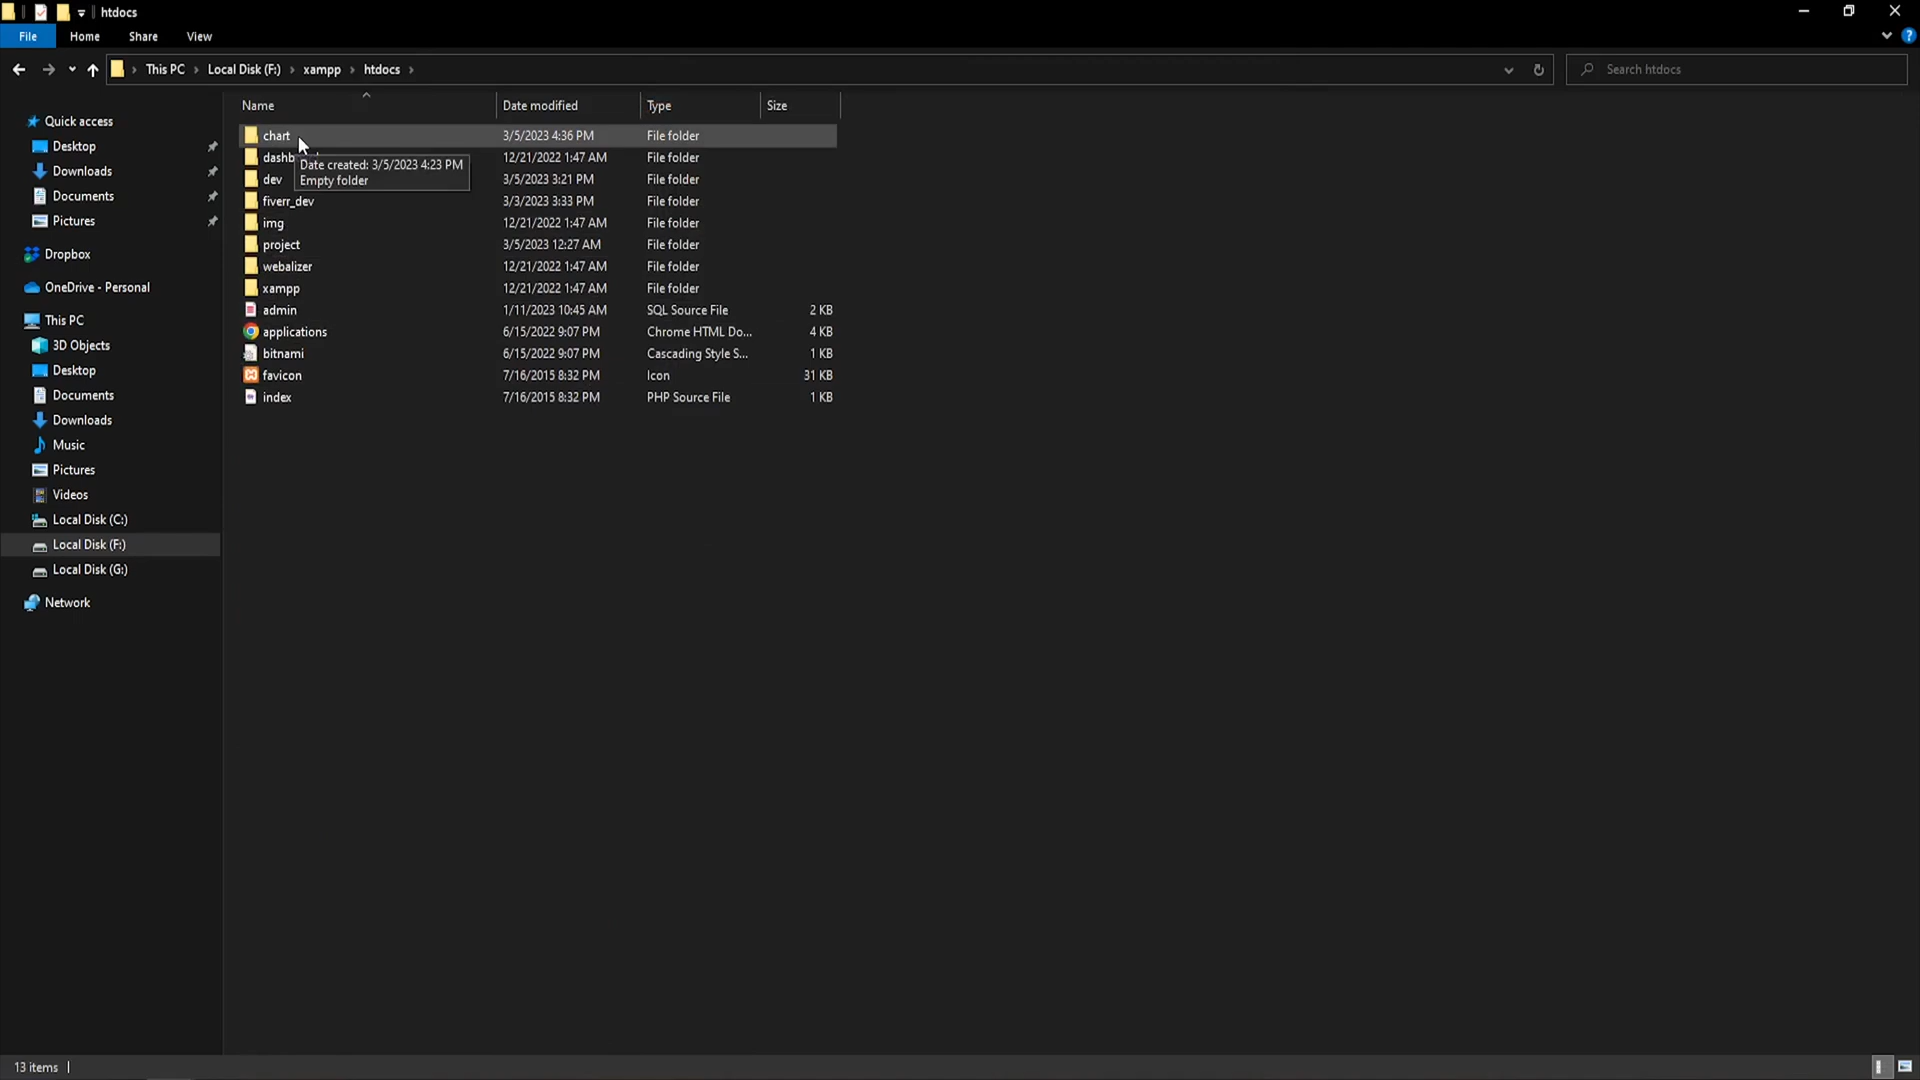 htdocs
File Home Share View
This PC Local Disk (F:) xampp htdocs Search htdocs
Name Date modified Type Size
Quick access
Desktop
Downloads
Documents
Pictures
Dropbox
OneDrive - Personal
This PC
3D Objects
Desktop
Documents
Downloads
Music
Pictures
Videos
Local Disk (C:)
Local Disk (F:)
Local Disk (G:)
Network
chart 3/5/2023 4:36 PM File folder
dashb 12/21/2022 1:47 AM File folder
Date created: 3/5/2023 4:23 PM
Empty folder
dev 3/5/2023 3:21 PM File folder
fiverr_dev 3/3/2023 3:33 PM File folder
img 12/21/2022 1:47 AM File folder
project 3/5/2023 12:27 AM File folder
webalizer 12/21/2022 1:47 AM File folder
xampp 12/21/2022 1:47 AM File folder
admin 1/11/2023 10:45 AM SQL Source File 2 KB
applications 6/15/2022 9:07 PM Chrome HTML Do... 4 KB
bitnami 6/15/2022 9:07 PM Cascading Style S... 1 KB
favicon 7/16/2015 8:32 PM Icon 31 KB
index 7/16/2015 8:32 PM PHP Source File 1 KB
13 items